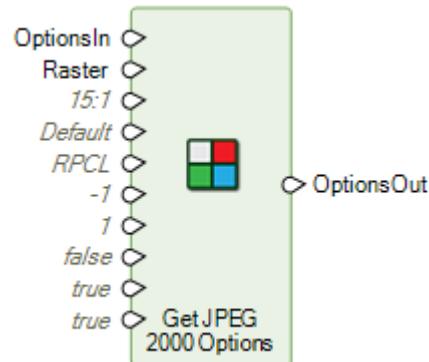 OptionsIn
Raster
15:1
Default
RPCL
-1
1
false
true
true
OptionsOut
Get JPEG
2000 Options